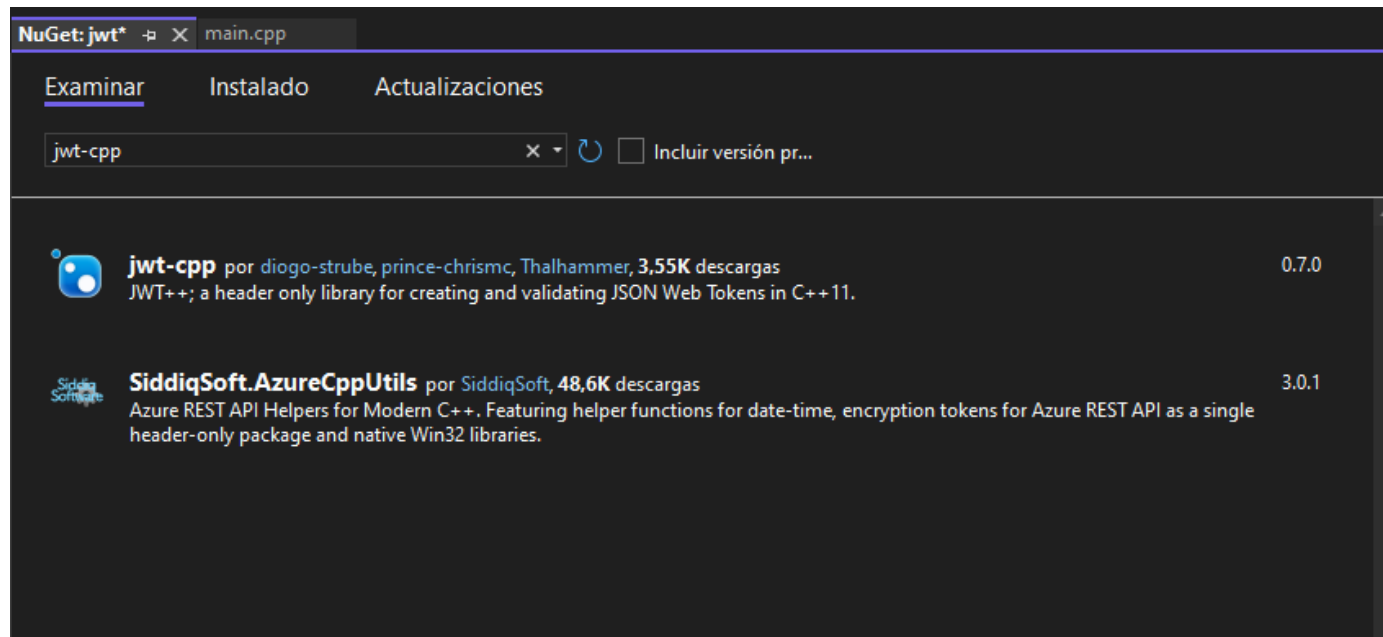 NuGet: jwt* main.cpp
Examinar Instalado Actualizaciones
jwt-cpp Incluir versión pr...
jwt-cpp por diogo-strube, prince-chrismc, Thalhammer, 3,55K descargas 0.7.0
JWT++; a header only library for creating and validating JSON Web Tokens in C++11.
Siddiq
Software
SiddiqSoft.AzureCppUtils por SiddiqSoft, 48,6K descargas 3.0.1
Azure REST API Helpers for Modern C++. Featuring helper functions for date-time, encryption tokens for Azure REST API as a single
header-only package and native Win32 libraries.